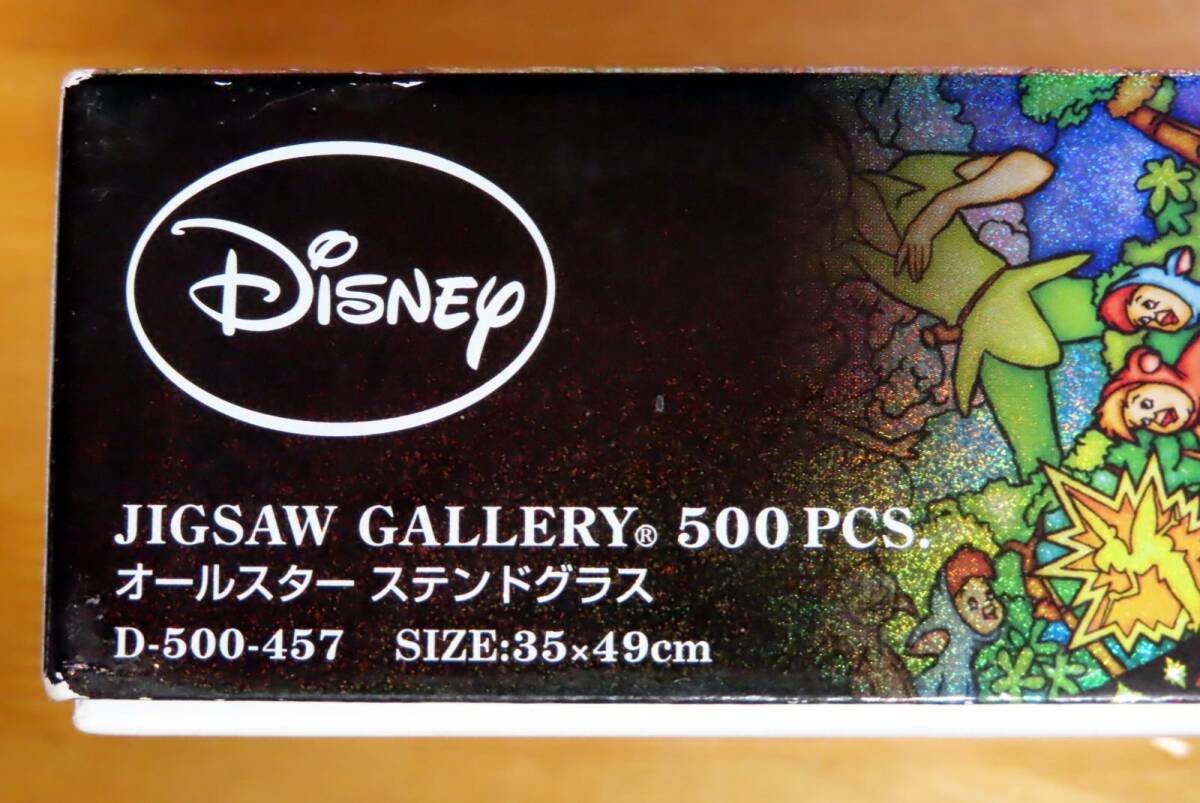 DISNEY
JIGSAW GALLERY® 500 PCS.
オールスター ステンドグラス
D-500-457 SIZE:35×49cm